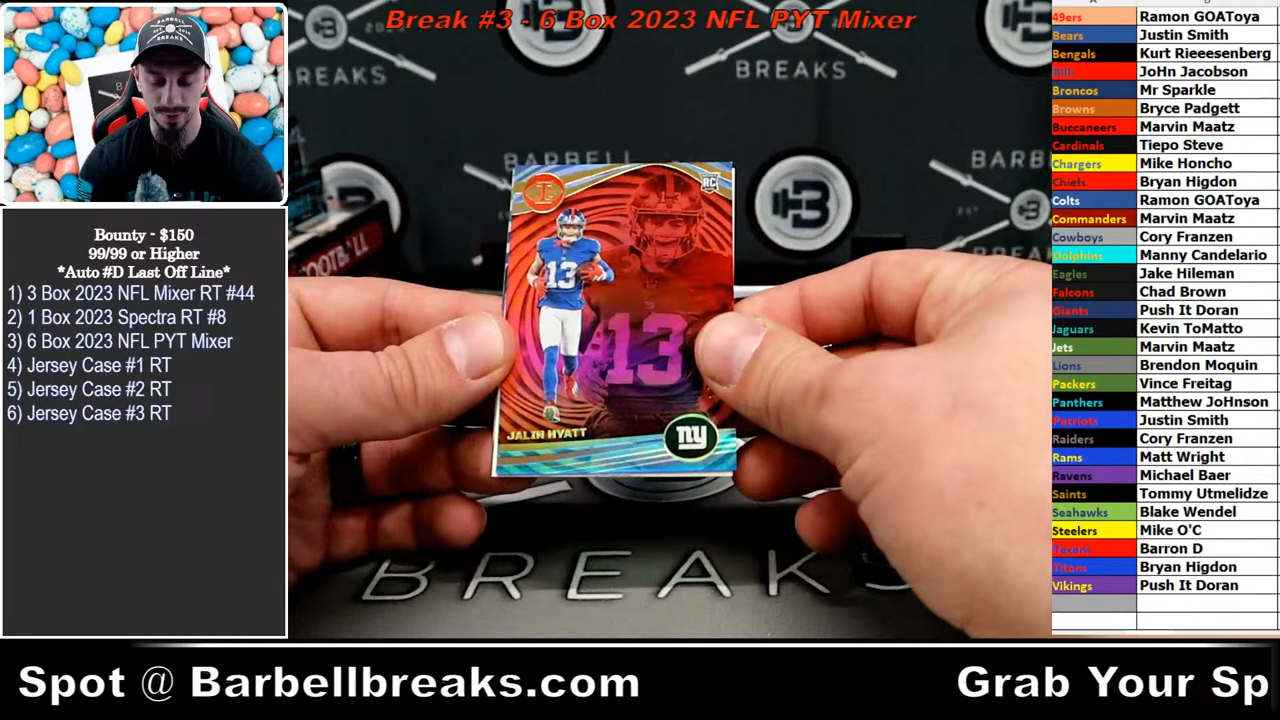 Break #3 - 6 Box 2023 NFL PYT Mixer
BARBELL
BREAKS
BREAKS
BREAKS
Bounty - $150
99/99 or Higher
*Auto #D Last Off Line*
1) 3 Box 2023 NFL Mixer RT #44
2) 1 Box 2023 Spectra RT #8
3) 6 Box 2023 NFL PYT Mixer
4) Jersey Case #1 RT
5) Jersey Case #2 RT
6) Jersey Case #3 RT
BARBELL
BARB
RC
13
13
JALIN HYATT
ny
BREAKS
49ers Ramon GOAToya
Bears Justin Smith
Bengals Kurt Rieeesenberg
Bills JoHn Jacobson
Broncos Mr Sparkle
Browns Bryce Padgett
Buccaneers Marvin Maatz
Cardinals Tiepo Steve
Chargers Mike Honcho
Chiefs Bryan Higdon
Colts Ramon GOAToya
Commanders Marvin Maatz
Cowboys Cory Franzen
Dolphins Manny Candelario
Eagles Jake Hileman
Falcons Chad Brown
Giants Push It Doran
Jaguars Kevin ToMatto
Jets Marvin Maatz
Lions Brendon Moquin
Packers Vince Freitag
Panthers Matthew JoHnson
Patriots Justin Smith
Raiders Cory Franzen
Rams Matt Wright
Ravens Michael Baer
Saints Tommy Utmelidze
Seahawks Blake Wendel
Steelers Mike O'C
Texans Barron D
Titans Bryan Higdon
Vikings Push It Doran
Spot @ Barbellbreaks.com
Grab Your Sp